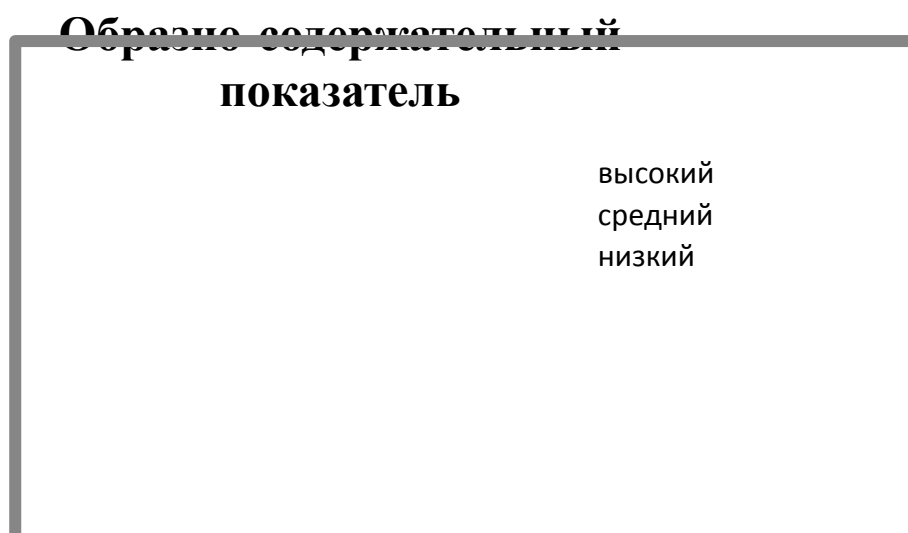 Образно-содержательный
показатель
высокий
средний
низкий